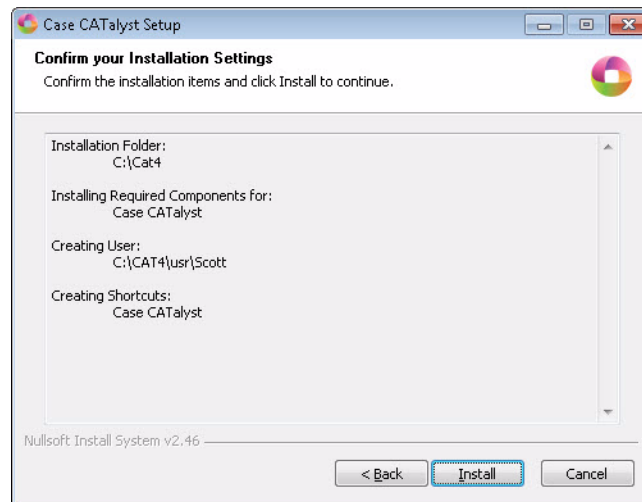 Case CATalyst Setup
Confirm your Installation Settings
Confirm the installation items and click Install to continue.
Installation Folder:
C:\Cat4
Installing Required Components for:
Case CATalyst
Creating User:
C:\CAT4\usr\Scott
Creating Shortcuts:
Case CATalyst
Nullsoft Install System v2.46
< Back Install Cancel